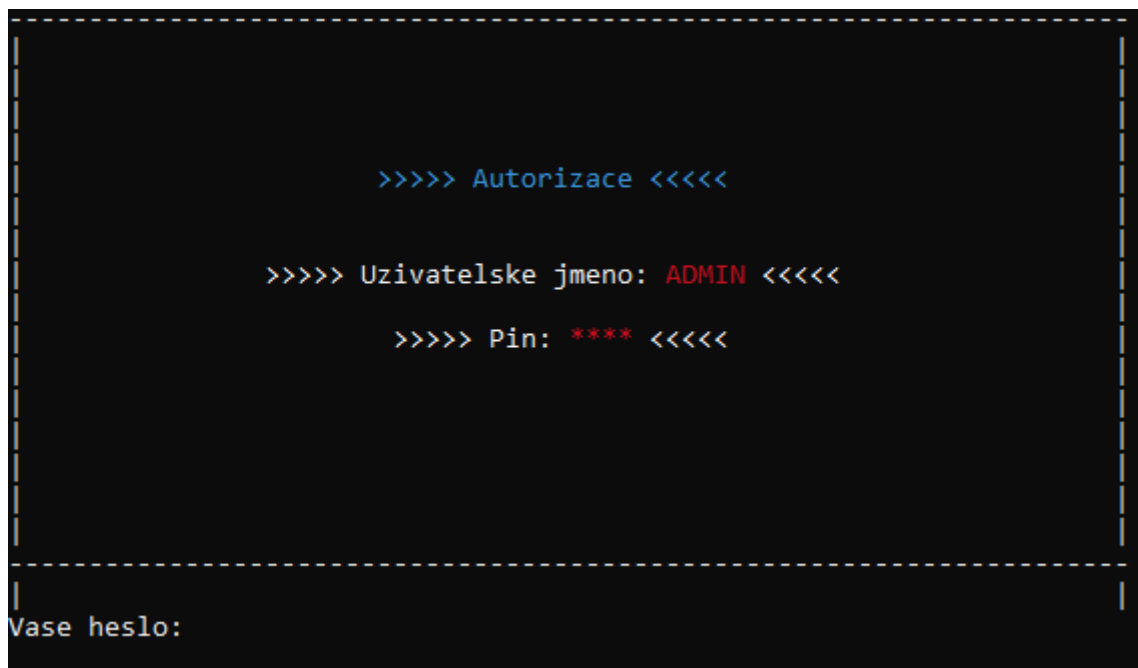 >>>>> Autorizace <<<<<
>>>>> Uzivatelske jmeno: ADMIN <<<<<
>>>>> Pin: **** <<<<<
Vase heslo: